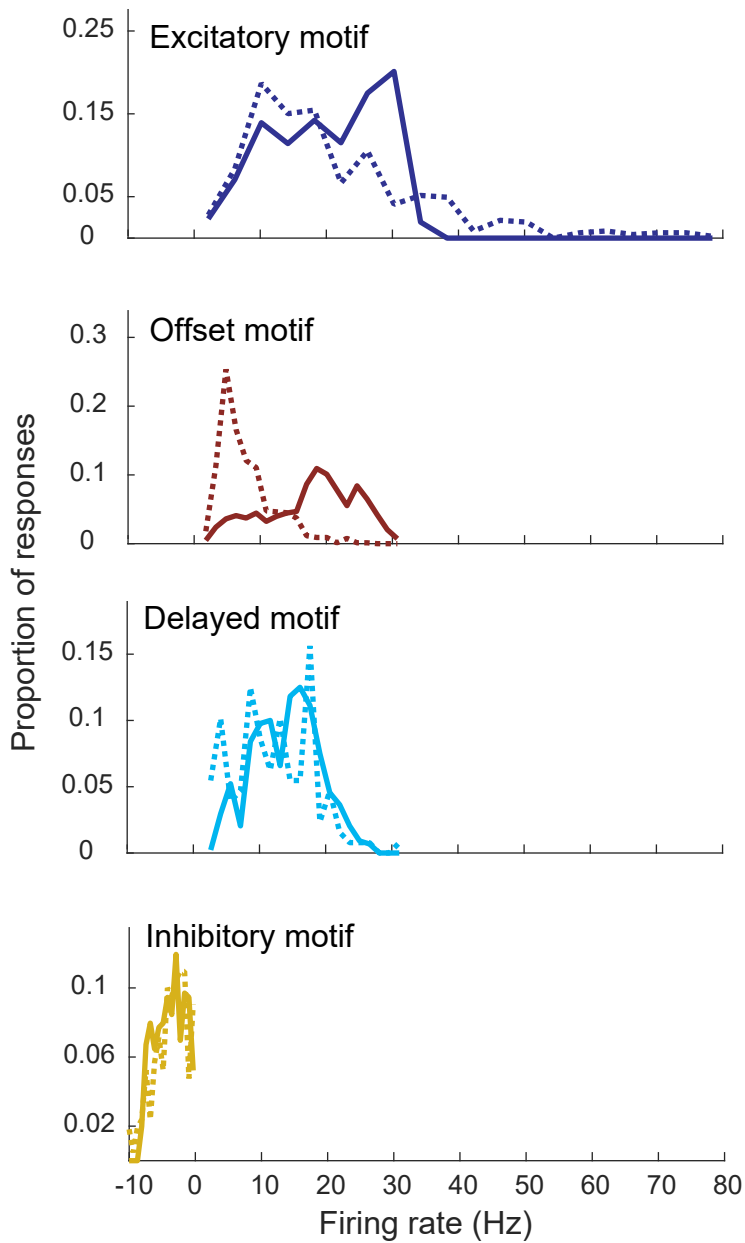 0.25
Excitatory motif
0.15
0.05
0
Offset motif
0.3
0.2
0.1
0
Proportion of responses
Delayed motif
0.15
0.1
0.05
0
Inhibitory motif
0.1
0.06
0.02
-10 0 10 20 30 40 50 60 70 80
Firing rate (Hz)